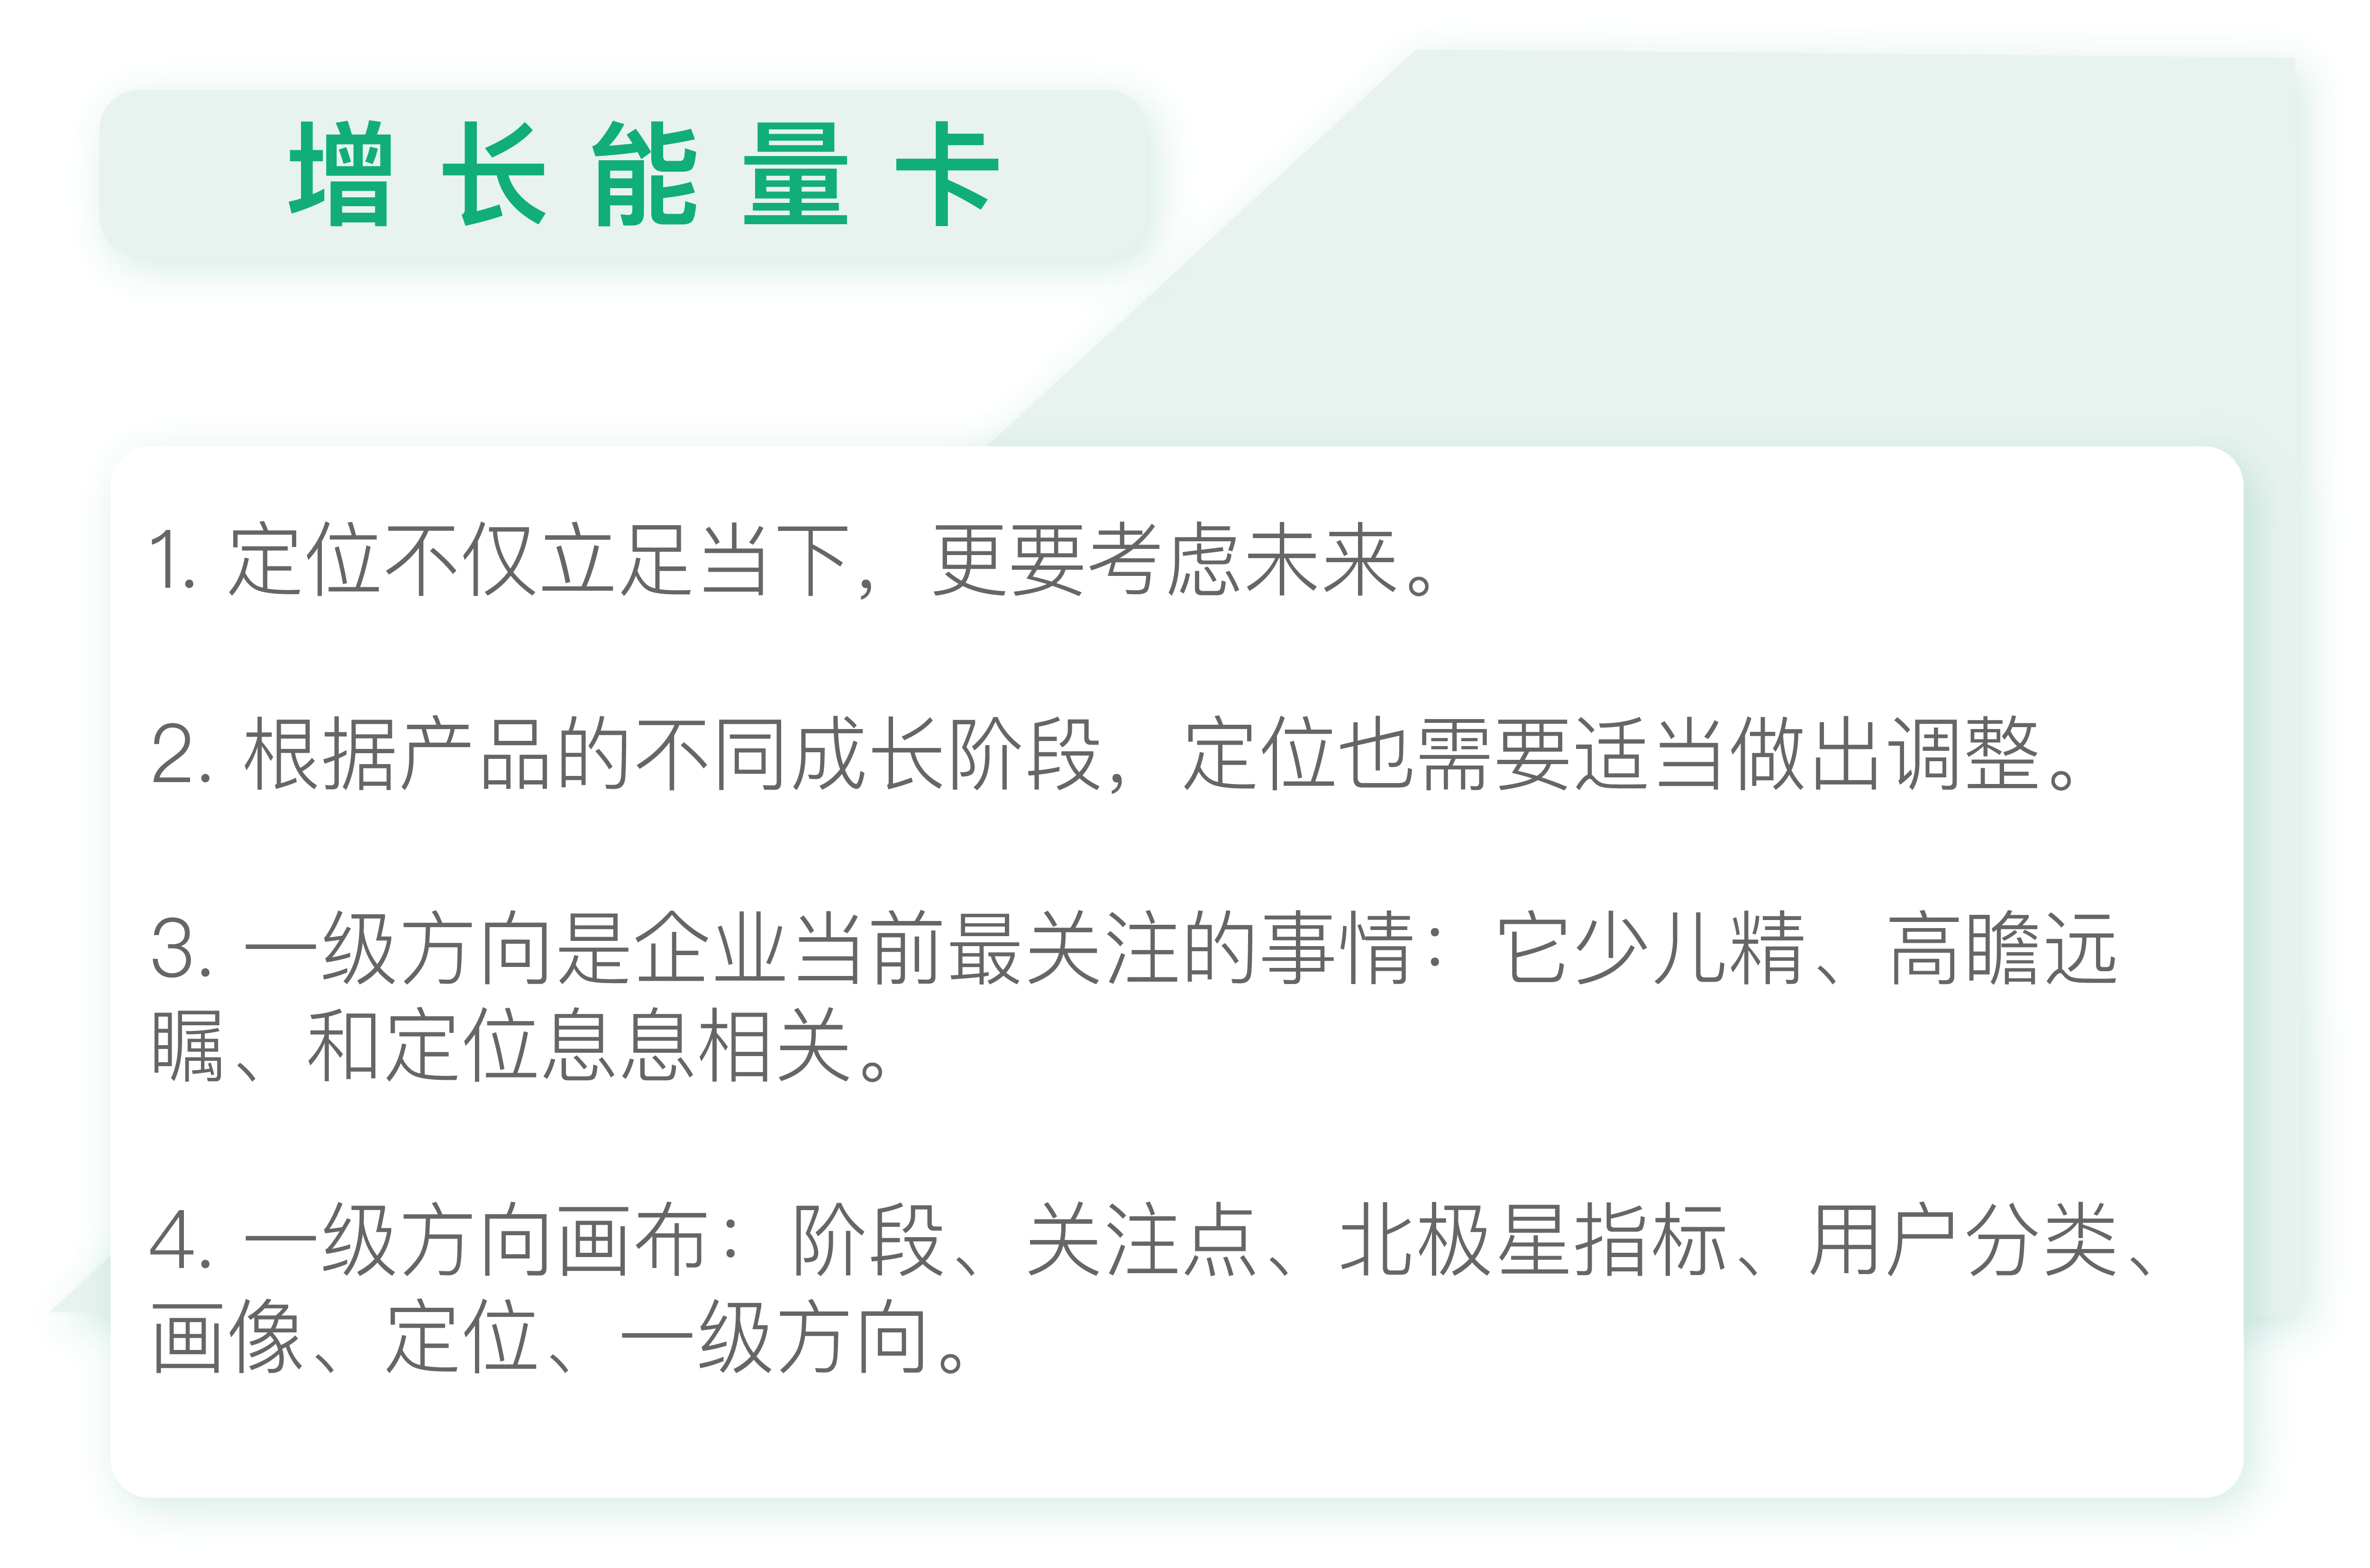 增长能量卡
1. 定位不仅立足当下，更要考虑未来。
2. 根据产品的不同成长阶段，定位也需要适当做出调整。
3. 一级方向是企业当前最关注的事情：它少儿精、高瞻远
瞩、和定位息息相关。
4. 一级方向画布：阶段、关注点、北极星指标、用户分类、
画像、定位、一级方向。